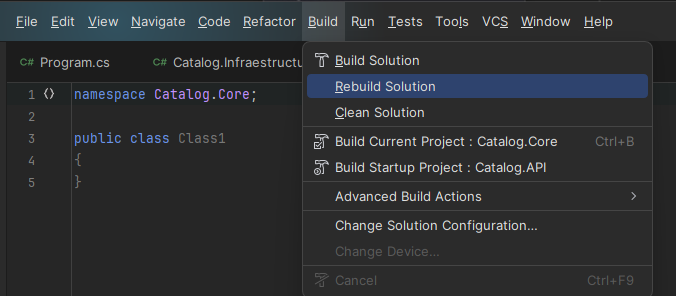 File Edit View Navigate Code Refactor Build Run Tests Tools VCS Window Help
C# Program.cs C# Catalog.Infraestructu
Build Solution
Rebuild Solution
Clean Solution
Build Current Project : Catalog.Core Ctrl+B
Build Startup Project : Catalog.API
Advanced Build Actions
Change Solution Configuration...
Change Device...
Cancel Ctrl+F9
1 namespace Catalog.Core;
2
3 public class Class1
4 {
5 }